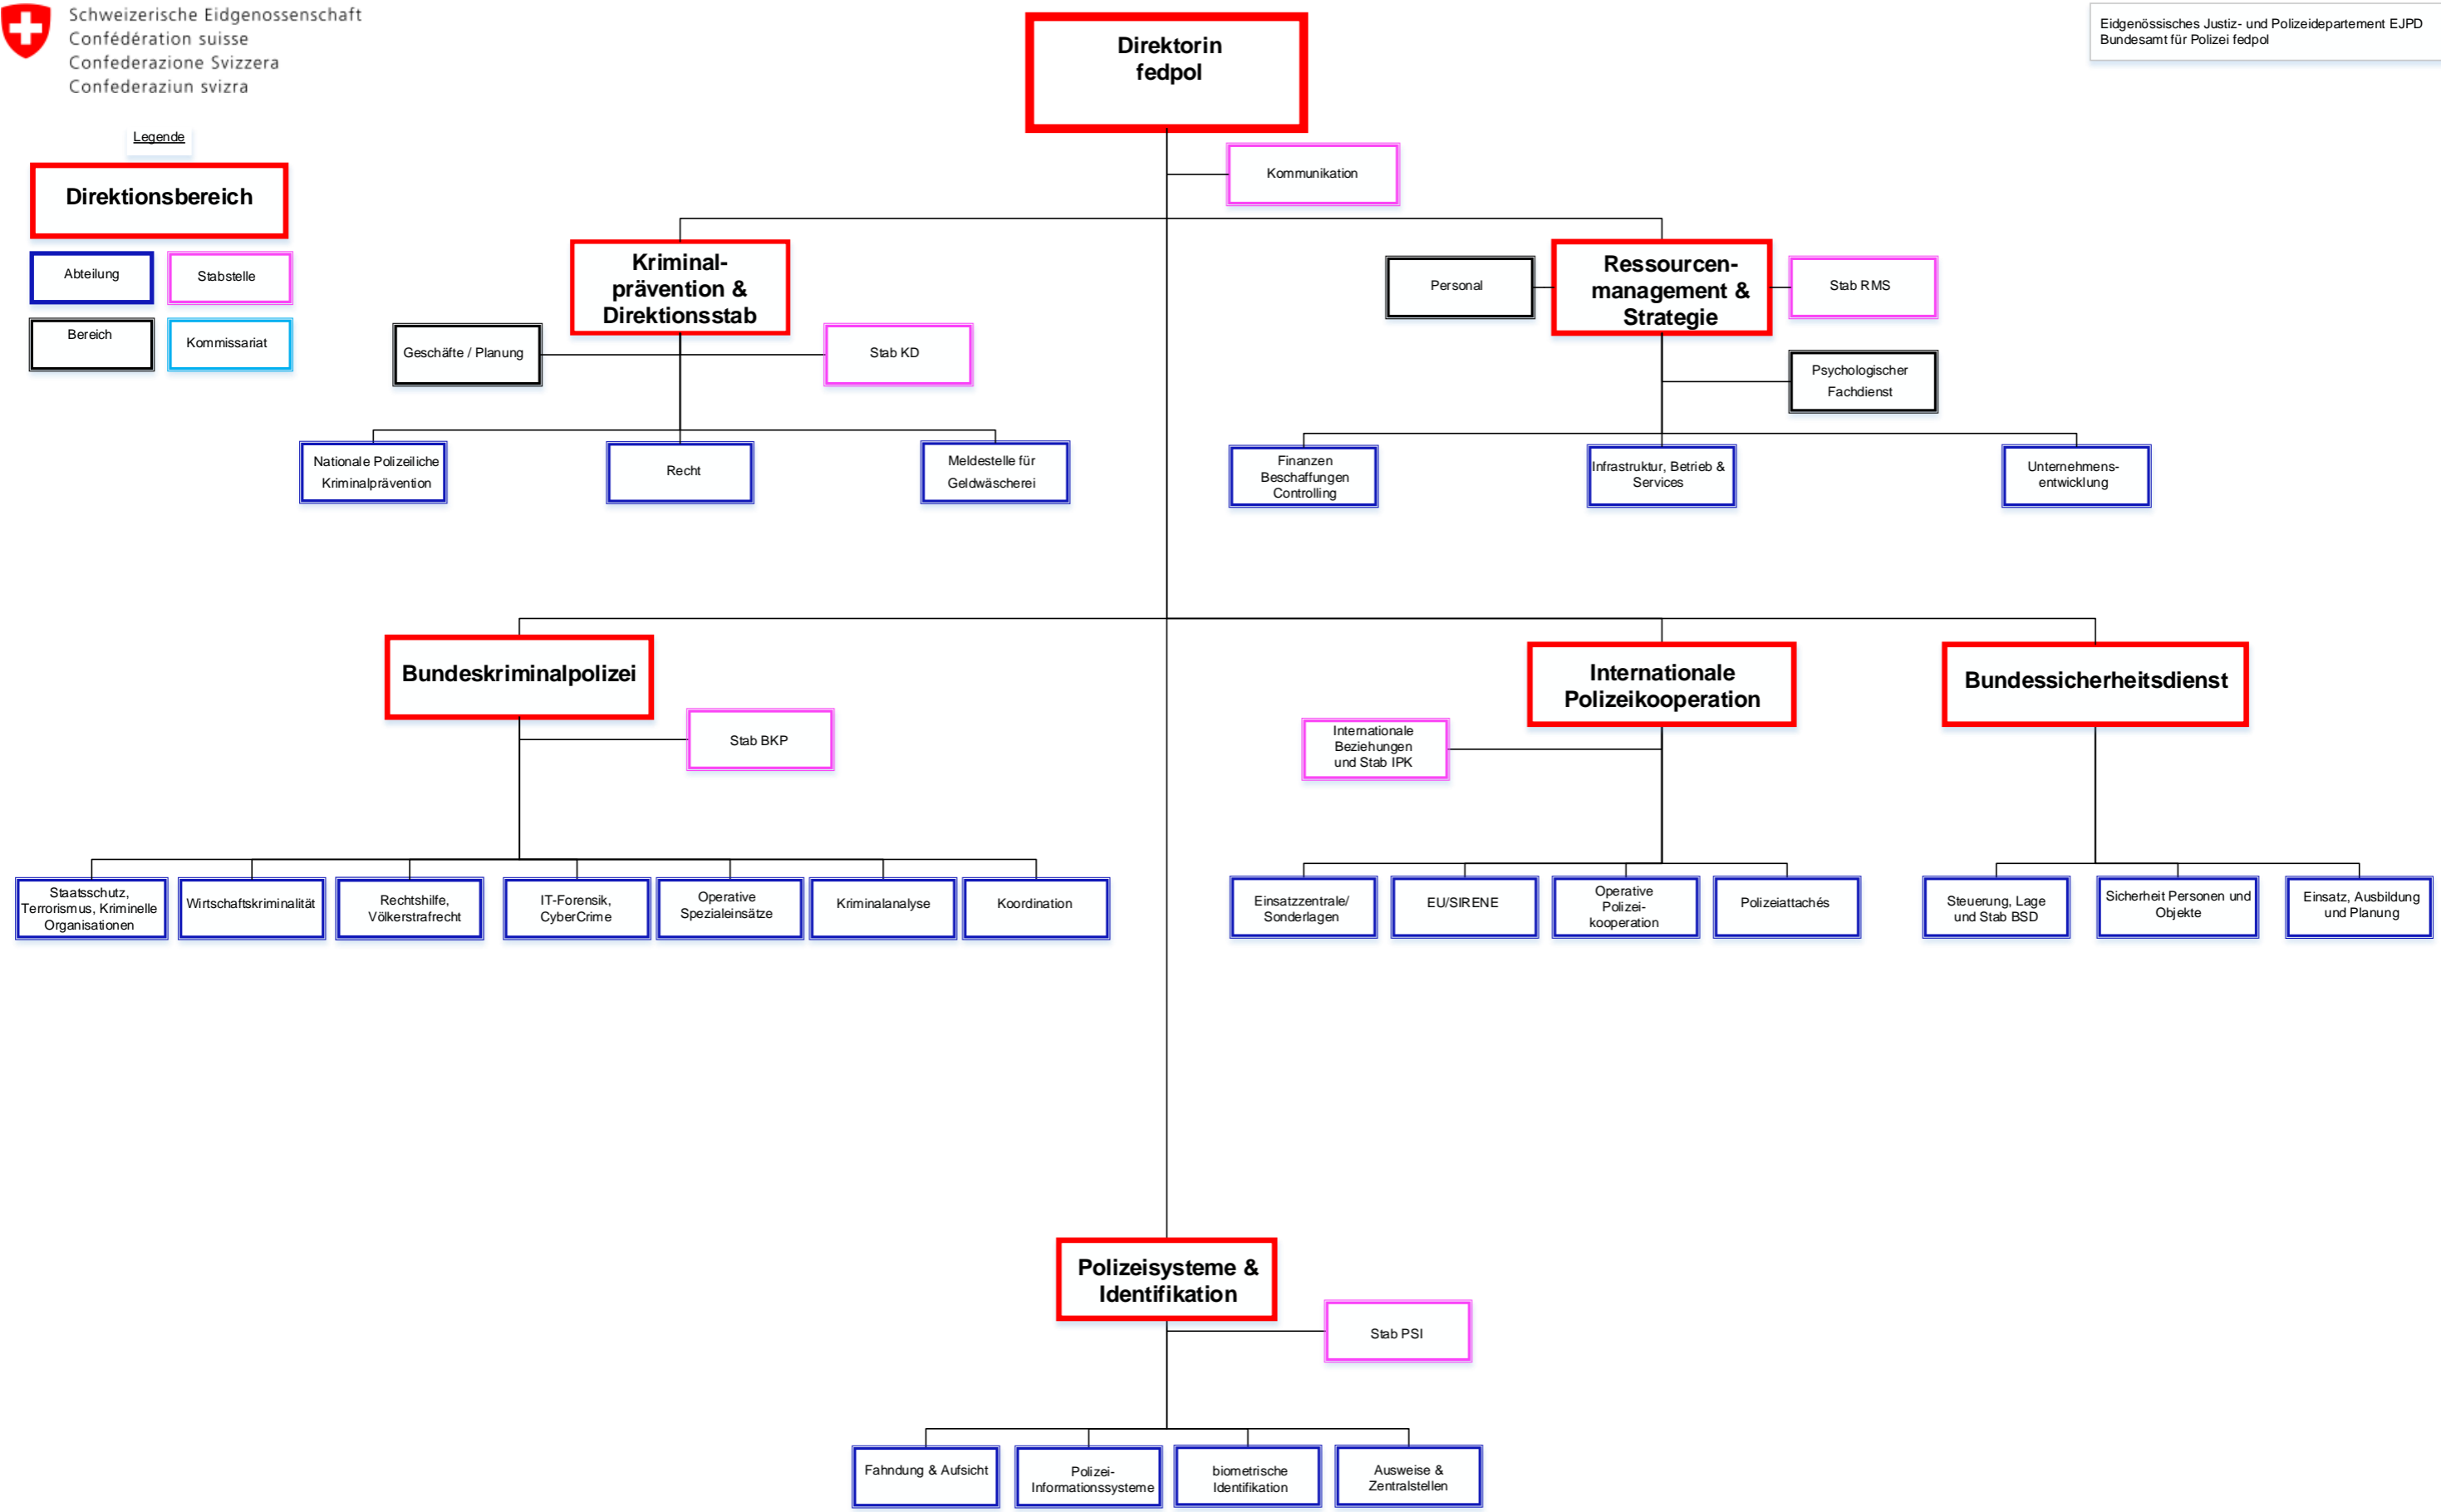 Schweizerische Eidgenossenschaft
Confédération suisse
Confederazione Svizzera
Confederaziun svizra
Direktorin
fedpol
Eidgenössisches Justiz- und Polizeidepartement EJPD
Bundesamt für Polizei fedpol
Legende
Direktionsbereich
Abteilung
Stabstelle
Bereich
Kommissariat
Kommunikation
Kriminal-
prävention &
Direktionsstab
Geschäfte / Planung
Stab KD
Nationale Polizeiliche
Kriminalprävention
Recht
Meldestelle für
Geldwäscherei
Personal
Ressourcen-
management &
Strategie
Stab RMS
Psychologischer
Fachdienst
Finanzen
Beschaffungen
Controlling
Infrastruktur, Betrieb &
Services
Unternehmens-
entwicklung
Bundeskriminalpolizei
Stab BKP
Staatsschutz,
Terrorismus, Kriminelle
Organisationen
Wirtschaftskriminalität
Rechtshilfe,
Völkerstrafrecht
IT-Forensik,
CyberCrime
Operative
Spezialeinsätze
Kriminalanalyse
Koordination
Internationale
Polizeikooperation
Internationale
Beziehungen
und Stab IPK
Einsatzzentrale/
Sonderlagen
EU/SIRENE
Operative
Polizei-
kooperation
Polizeiattachés
Bundessicherheitsdienst
Steuerung, Lage
und Stab BSD
Sicherheit Personen und
Objekte
Einsatz, Ausbildung
und Planung
Polizeisysteme &
Identifikation
Stab PSI
Fahndung & Aufsicht
Polizei-
Informationssysteme
biometrische
Identifikation
Ausweise &
Zentralstellen